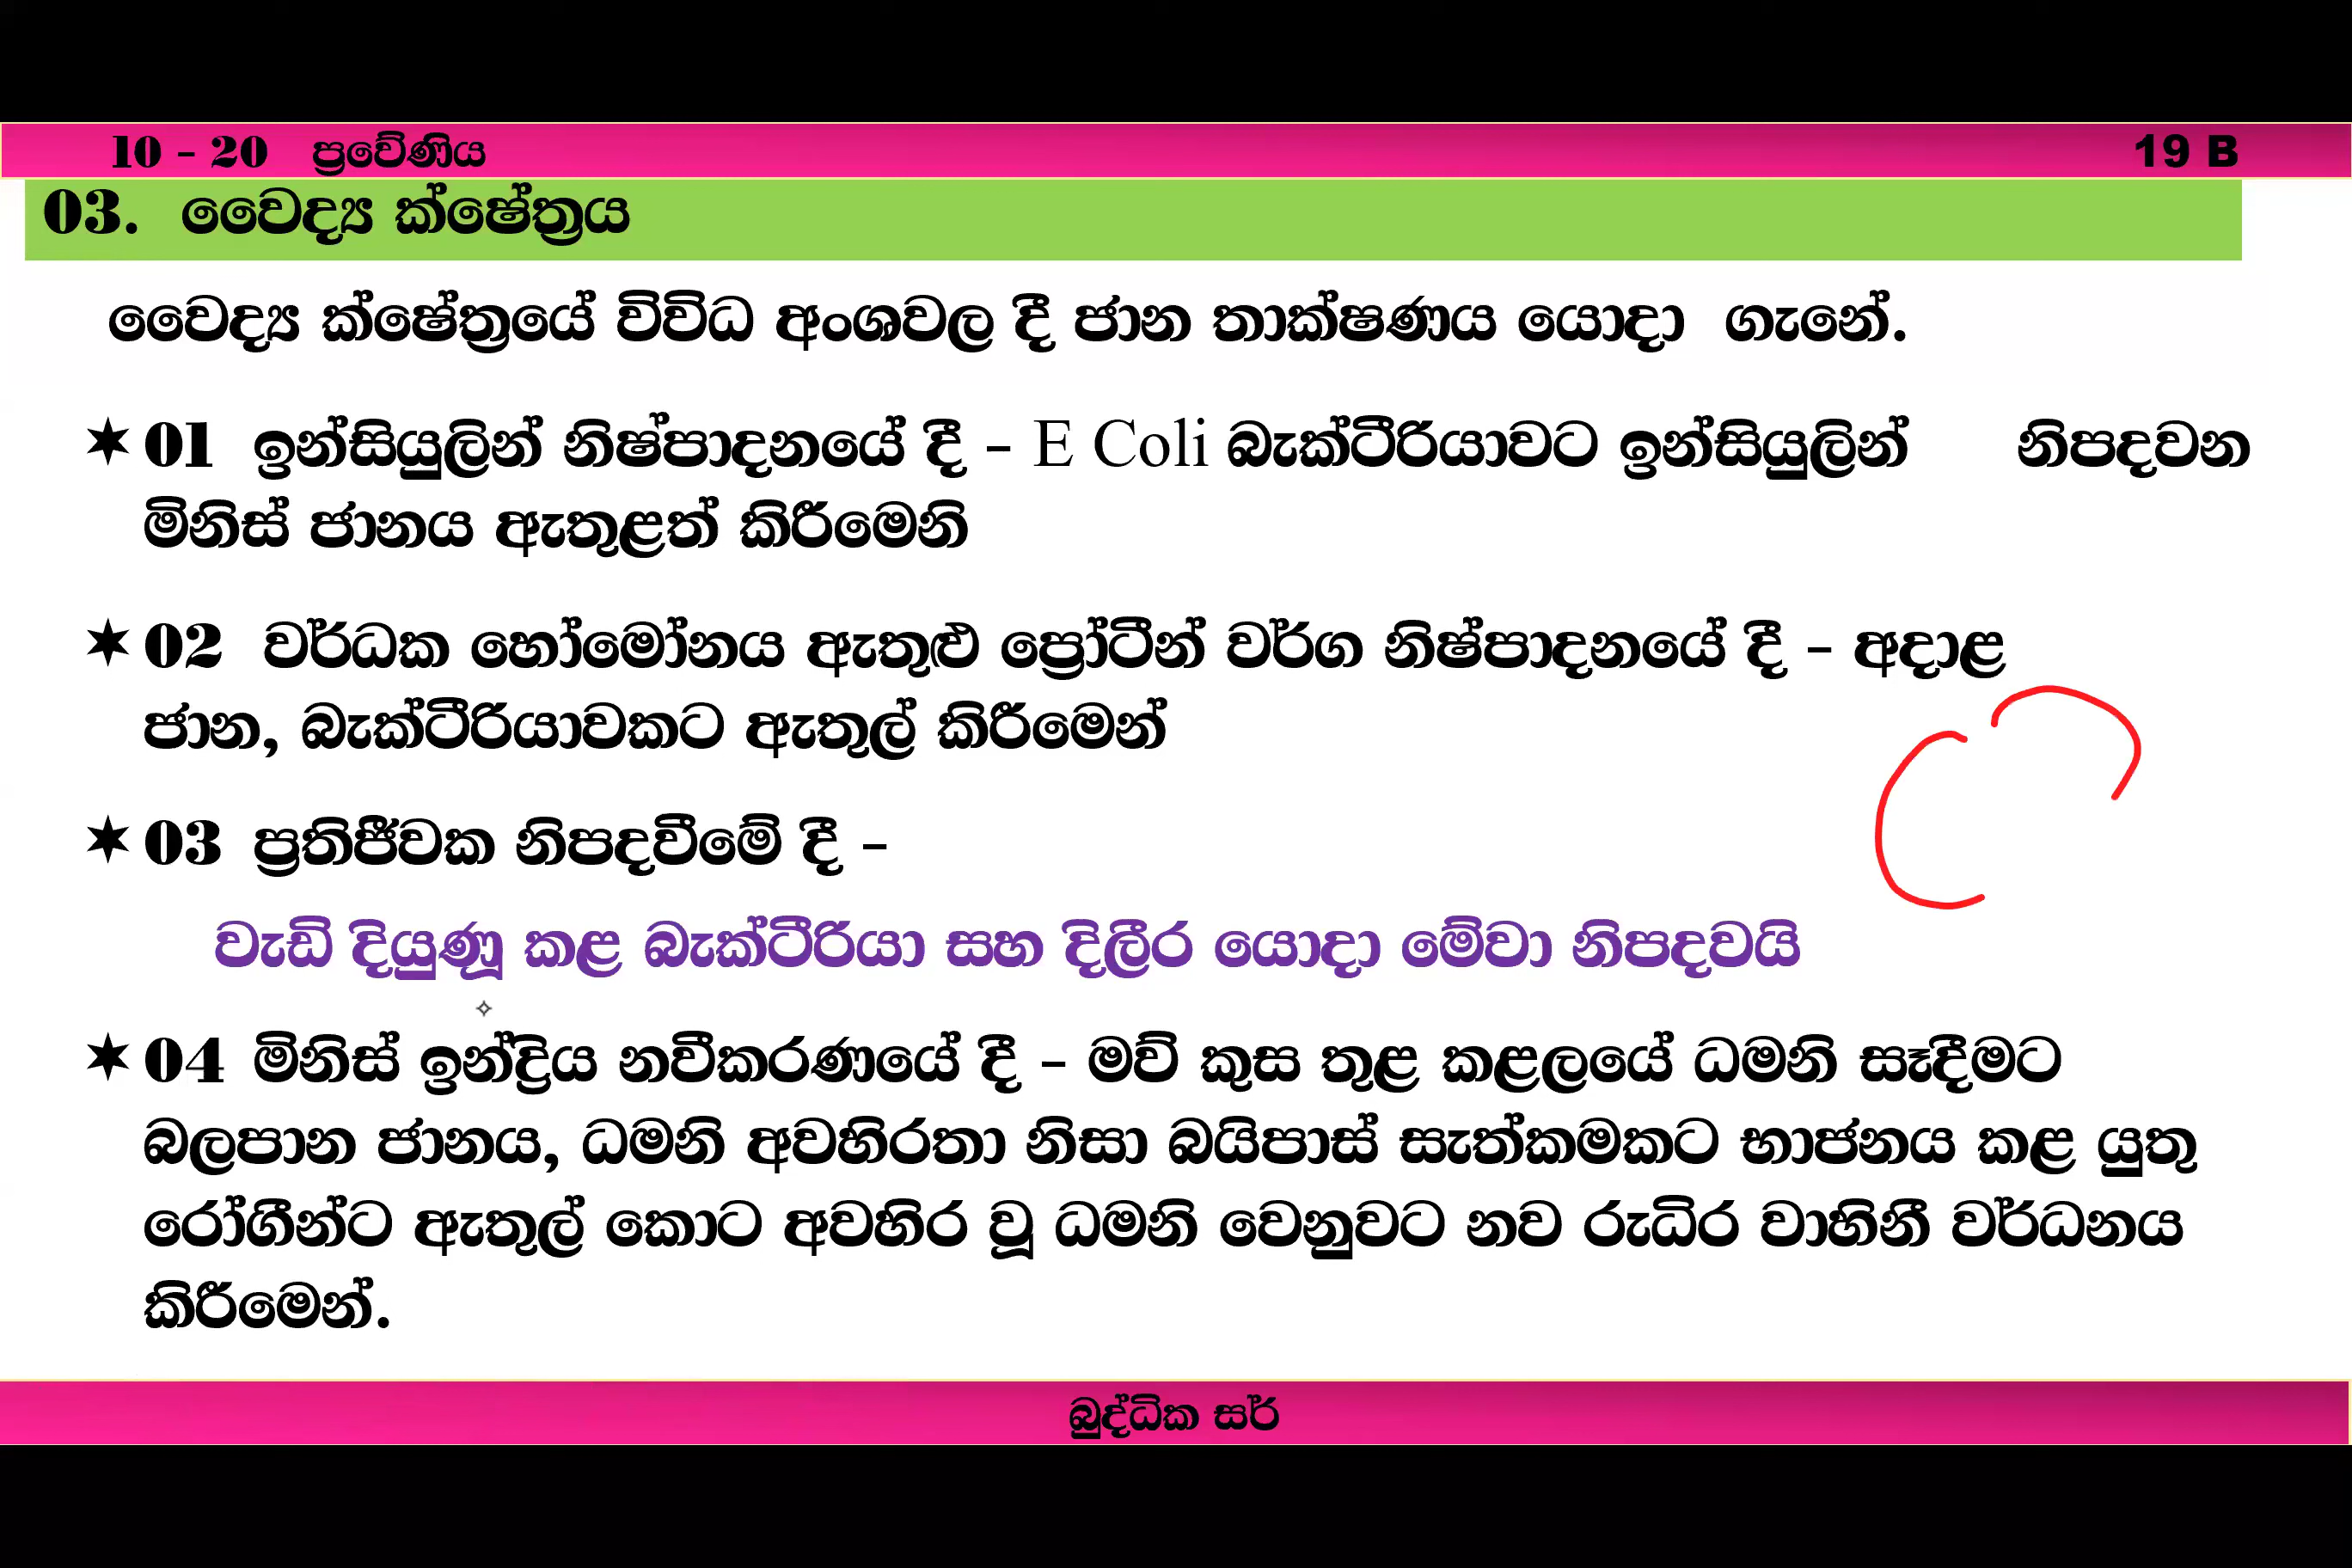 10 - 20 ප්‍රවේණිය 19 B
03. වෛද්‍ය ක්ෂේත්‍රය
වෛද්‍ය ක්ෂේත්‍රයේ විවිධ අංශවල දී ජාන තාක්ෂණය යොදා ගැනේ.
✶ 01 ඉන්සියුලින් නිෂ්පාදනයේ දී - E Coli බැක්ටීරියාවට ඉන්සියුලින් නිපදවන
මිනිස් ජානය ඇතුළත් කිරීමෙනි
✶ 02 වර්ධක හෝමෝනය ඇතුළු ප්‍රෝටීන් වර්ග නිෂ්පාදනයේ දී - අදාළ
ජාන, බැක්ටීරියාවකට ඇතුල් කිරීමෙන්
✶ 03 ප්‍රතිජීවක නිපදවීමේ දී -
වැඩි දියුණූ කළ බැක්ටීරියා සහ දිලීර යොදා මේවා නිපදවයි
✶ 04 මිනිස් ඉන්ද්‍රිය නවීකරණයේ දී - මව් කුස තුළ කළලයේ ධමනි සෑදීමට
බලපාන ජානය, ධමනි අවහිරතා නිසා බයිපාස් සැත්කමකට භාජනය කළ යුතු
රෝගීන්ට ඇතුල් කොට අවහිර වූ ධමනි වෙනුවට නව රුධිර වාහිනී වර්ධනය
කිරීමෙන්.
බුද්ධික සර්